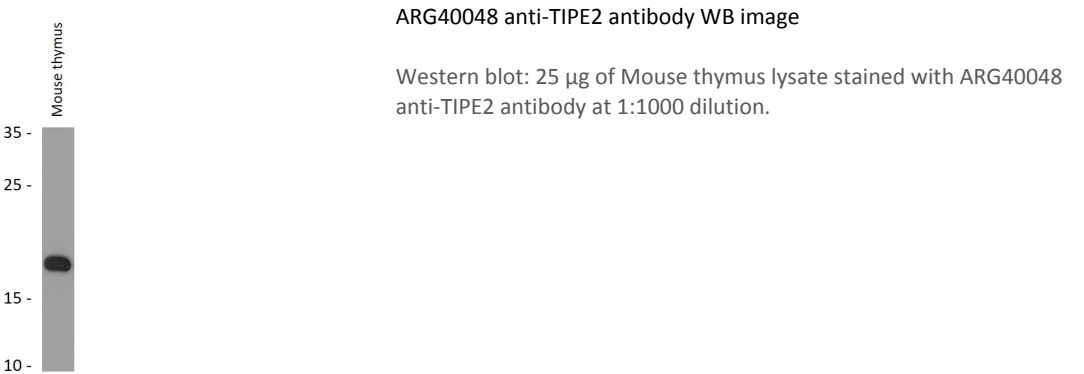 ARG40048 anti-TIPE2 antibody WB image
Western blot: 25 µg of Mouse thymus lysate stained with ARG40048
anti-TIPE2 antibody at 1:1000 dilution.
Mouse thymus
35 -
25 -
15 -
10 -